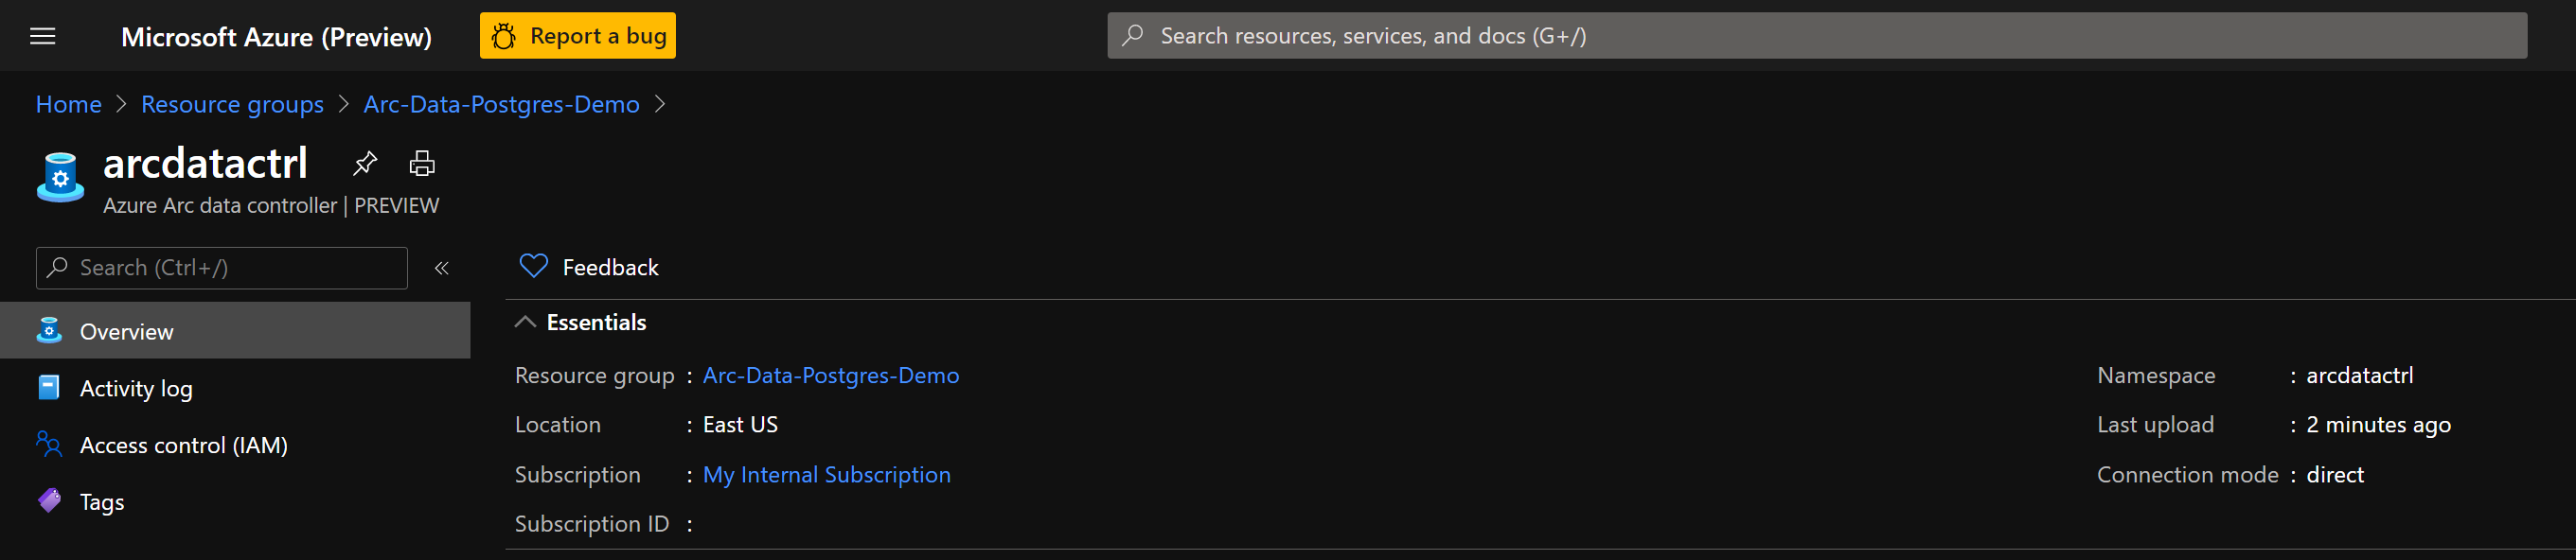 Microsoft Azure (Preview)
Report a bug
Search resources, services, and docs (G+/)
Home > Resource groups > Arc-Data-Postgres-Demo >
arcdatactrl
Azure Arc data controller | PREVIEW
Search (Ctrl+/)
«
Overview
Activity log
Access control (IAM)
Tags
Feedback
Essentials
Resource group : Arc-Data-Postgres-Demo
Location : East US
Subscription : My Internal Subscription
Subscription ID :
Namespace : arcdatactrl
Last upload : 2 minutes ago
Connection mode : direct